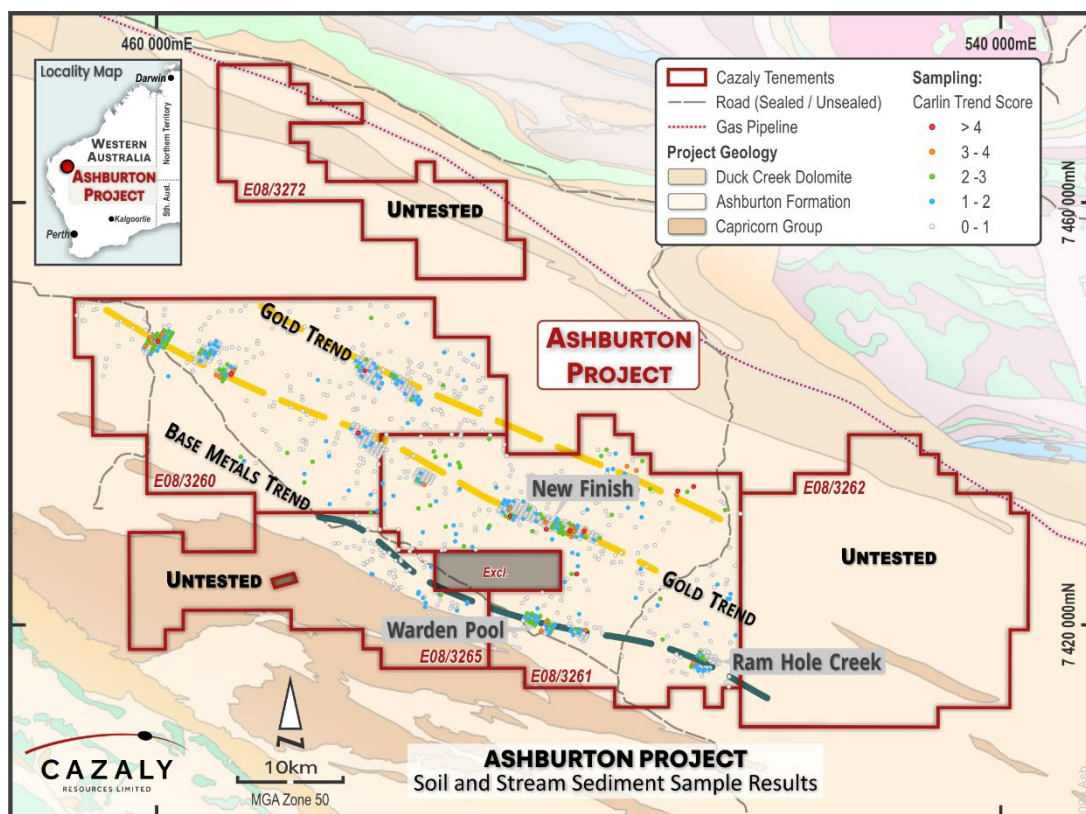 460 000mE
540 000mE
Locality Map
Darwin
Northern Territory
WESTERN
AUSTRALIA
ASHBURTON
PROJECT
Sth. Aust.
Kalgoorlie
Perth
Cazaly Tenements
Road (Sealed / Unsealed)
Gas Pipeline
Project Geology
Duck Creek Dolomite
Ashburton Formation
Capricorn Group
Sampling:
Carlin Trend Score
> 4
3 - 4
2 -3
1 - 2
0 - 1
7 460 000mN
E08/3272
UNTESTED
GOLD TREND
ASHBURTON
PROJECT
BASE METALS TREND
E08/3260
New Finish
E08/3262
UNTESTED
UNTESTED
Excl.
GOLD TREND
Warden Pool
E08/3265
E08/3261
Ram Hole Creek
7 420 000mN
N
10km
MGA Zone 50
CAZALY
RESOURCES LIMITED
ASHBURTON PROJECT
Soil and Stream Sediment Sample Results